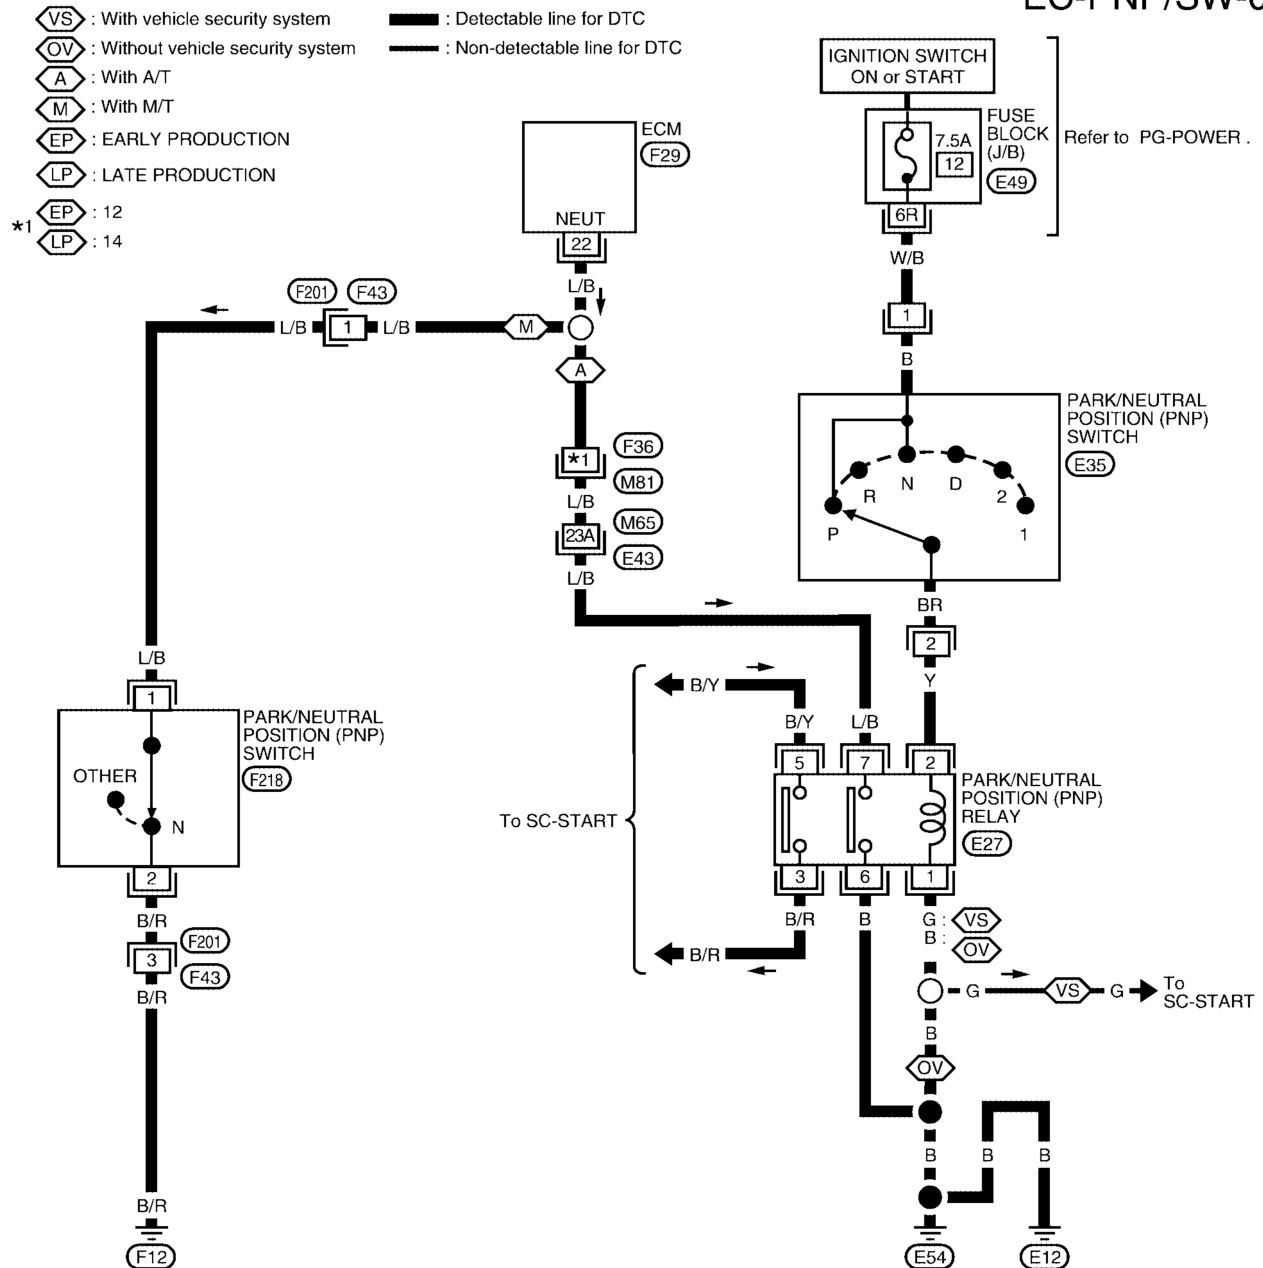 VS : With vehicle security system
OV : Without vehicle security system
A : With A/T
M : With M/T
EP : EARLY PRODUCTION
LP : LATE PRODUCTION
*1 EP : 12
LP : 14
: Detectable line for DTC
: Non-detectable line for DTC
IGNITION SWITCH
ON or START
FUSE
BLOCK
(J/B)
E49
7.5A
12
6R
Refer to PG-POWER .
W/B
1
B
ECM
F29
NEUT
22
L/B
F201 F43
L/B 1 L/B M
A
*1
F36
M81
L/B
M65
23A
E43
L/B
PARK/NEUTRAL
POSITION (PNP)
SWITCH
E35
P R N D 2 1
BR
2
Y
L/B
1
PARK/NEUTRAL
POSITION (PNP)
SWITCH
F218
OTHER
N
2
B/R
F201
3
F43
B/R
B/R
F12
To SC-START
B/Y
B/Y L/B
5 7 2
PARK/NEUTRAL
POSITION (PNP)
RELAY
E27
3 6 1
B/R B G : VS
B : OV
B/R
G VS G To
SC-START
B
OV
B B B
E54 E12